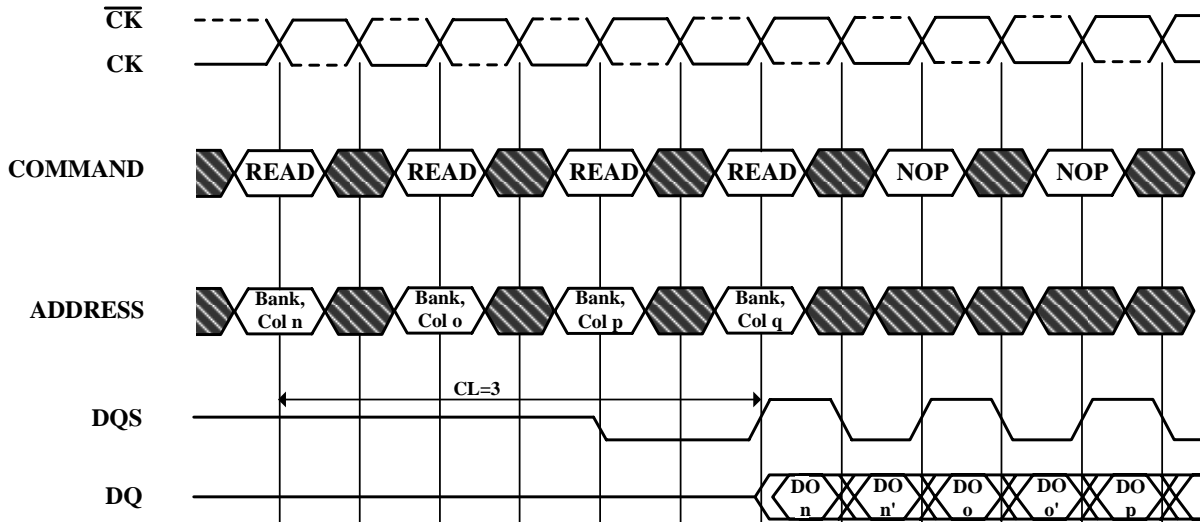 CK
CK
COMMAND
READ READ READ READ NOP NOP
ADDRESS
Bank, Bank, Bank, Bank,
Col n Col o Col p Col q
CL=3
DQS
DQ
DO DO DO DO DO
n n' o o' p